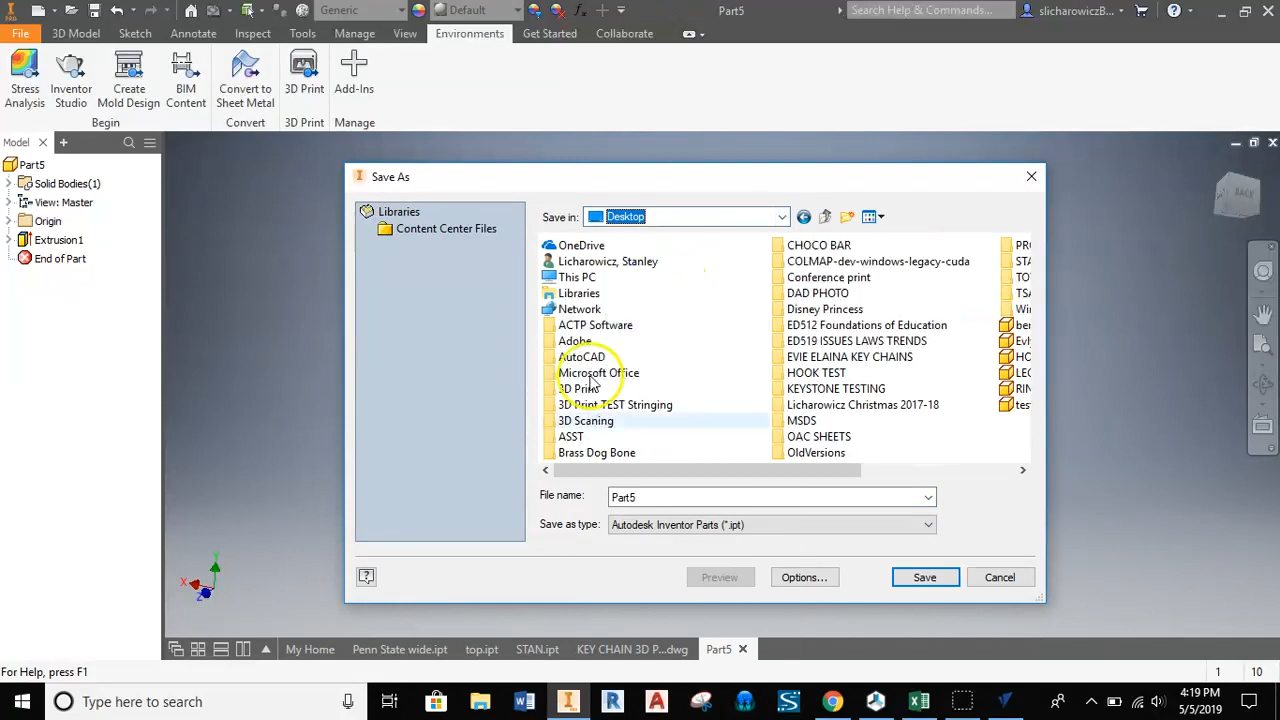 Generic
Default
Part5
Search Help & Commands...
slicharowiczB...
File
3D Model
Sketch
Annotate
Inspect
Tools
Manage
View
Environments
Get Started
Collaborate
Stress Analysis
Inventor Studio
Create Mold Design
BIM Content
Convert to Sheet Metal
3D Print
Add-Ins
Begin
Convert
3D Print
Manage
Model
Part5
Solid Bodies(1)
View: Master
Origin
Extrusion1
End of Part
BACK
Save As
Libraries
Content Center Files
Save in:
Desktop
OneDrive
Licharowicz, Stanley
This PC
Libraries
Network
ACTP Software
Adobe
AutoCAD
Microsoft Office
3D Print
3D Print TEST Stringing
3D Scaning
ASST
Brass Dog Bone
CHOCO BAR
COLMAP-dev-windows-legacy-cuda
Conference print
DAD PHOTO
Disney Princess
ED512 Foundations of Education
ED519 ISSUES LAWS TRENDS
EVIE ELAINA KEY CHAINS
HOOK TEST
KEYSTONE TESTING
Licharowicz Christmas 2017-18
MSDS
OAC SHEETS
OldVersions
File name:
Part5
Save as type:
Autodesk Inventor Parts (*.ipt)
Preview
Options...
Save
Cancel
X
Y
Z
My Home
Penn State wide.ipt
top.ipt
STAN.ipt
KEY CHAIN 3D P...dwg
Part5
For Help, press F1
1
10
Type here to search
4:19 PM
5/5/2019